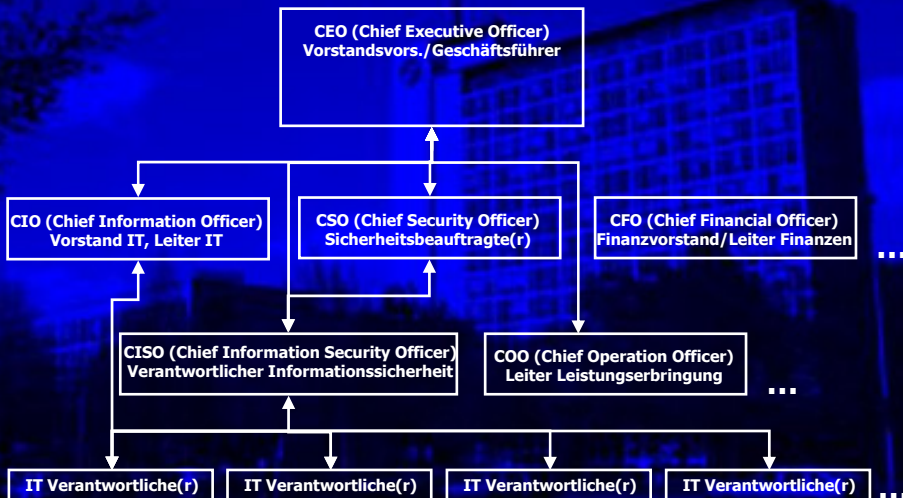 CEO (Chief Executive Officer)
Vorstandsvors./Geschäftsführer
CIO (Chief Information Officer)
Vorstand IT, Leiter IT
CSO (Chief Security Officer)
Sicherheitsbeauftragte(r)
CFO (Chief Financial Officer)
Finanzvorstand/Leiter Finanzen
...
CISO (Chief Information Security Officer)
Verantwortlicher Informationssicherheit
COO (Chief Operation Officer)
Leiter Leistungserbringung
...
IT Verantwortliche(r)
IT Verantwortliche(r)
IT Verantwortliche(r)
IT Verantwortliche(r)
...